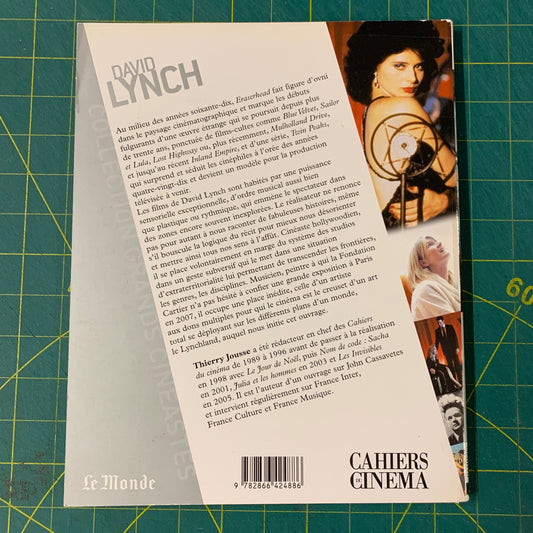 DAVID
LYNCH
Au milieu des années soixante-dix, Eraserhead fait figure d'ovni
dans le paysage cinématographique et marque les débuts
fulgurants d'une œuvre étrange qui se poursuit depuis plus
de trente ans, ponctuée de films-cultes comme Blue Velvet, Sailor
et Lula, Lost Highway ou, plus récemment, Mulholland Drive,
et jusqu'au récent Inland Empire, et d'une série, Twin Peaks,
qui surprend et séduit les cinéphiles à l'orée des années
quatre-vingt-dix et devient un modèle pour la production
télévisée à venir.
Les films de David Lynch sont habités par une puissance
sensorielle exceptionnelle, d'ordre musical aussi bien
que plastique ou rythmique, qui emmène le spectateur dans
des zones encore souvent inexplorées. Le réalisateur ne renonce
pas pour autant à nous raconter de fabuleuses histoires, même
s'il bouscule la logique du récit pour mieux nous désorienter
et mettre ainsi tous nos sens à l'affût. Cinéaste hollywoodien,
il se place volontairement en marge du système des studios
dans un geste subversif qui le met dans une situation
d'extraterritorialité lui permettant de transcender les frontières,
les genres, les disciplines. Musicien, peintre à qui la Fondation
Cartier n'a pas hésité à confier une grande exposition à Paris
en 2007, il occupe une place inédite, celle d'un artiste
aux dons multiples pour qui le cinéma est le creuset d'un art
total se déployant sur les différents plans d'un monde,
le Lynchland, auquel nous initie cet ouvrage.
Thierry Jousse a été rédacteur en chef des Cahiers
du cinéma de 1989 à 1996 avant de passer à la réalisation
en 1998 avec Le Jour de Noël, puis Nom de code : Sacha
en 2001, Julia et les hommes en 2003 et Les Invisibles
en 2005. Il est l'auteur d'un ouvrage sur John Cassavetes
et intervient régulièrement sur France Inter,
France Culture et France Musique.
COLLECTION GRANDS CINÉASTES
Le Monde
9 782866 424886
CAHIERS
DU
CINEMA
60